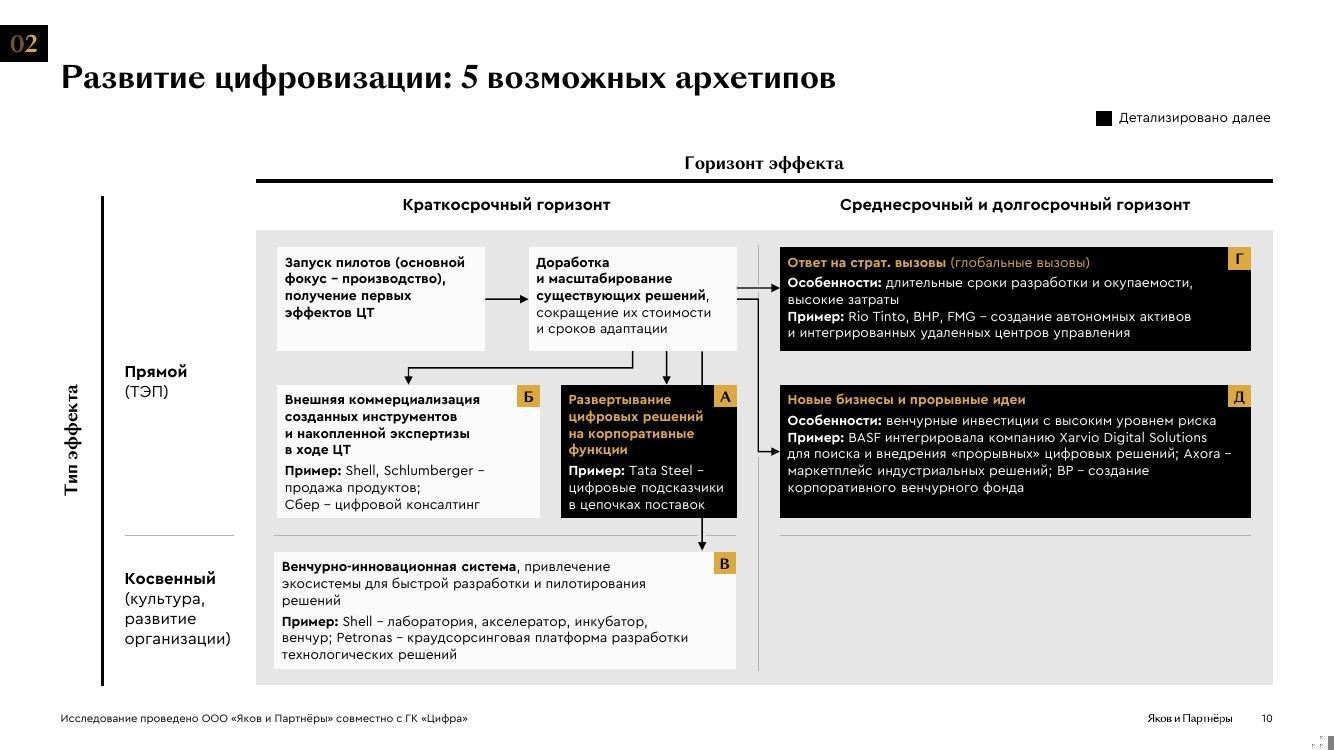 02
Развитие цифровизации: 5 возможных архетипов
Детализировано далее
Горизонт эффекта
Краткосрочный горизонт
Среднесрочный и долгосрочный горизонт
Тип эффекта
Прямой
(ТЭП)
Запуск пилотов (основной
фокус – производство),
получение первых
эффектов ЦТ
Доработка
и масштабирование
существующих решений,
сокращение их стоимости
и сроков адаптации
Г
Ответ на страт. вызовы (глобальные вызовы)
Особенности: длительные сроки разработки и окупаемости,
высокие затраты
Пример: Rio Tinto, BHP, FMG – создание автономных активов
и интегрированных удаленных центров управления
Б
Внешняя коммерциализация
созданных инструментов
и накопленной экспертизы
в ходе ЦТ
Пример: Shell, Schlumberger –
продажа продуктов;
Сбер – цифровой консалтинг
А
Развертывание
цифровых решений
на корпоративные
функции
Пример: Tata Steel –
цифровые подсказчики
в цепочках поставок
Д
Новые бизнесы и прорывные идеи
Особенности: венчурные инвестиции с высоким уровнем риска
Пример: BASF интегрировала компанию Xarvio Digital Solutions
для поиска и внедрения «прорывных» цифровых решений; Axora –
маркетплейс индустриальных решений; BP – создание
корпоративного венчурного фонда
Косвенный
(культура,
развитие
организации)
В
Венчурно-инновационная система, привлечение
экосистемы для быстрой разработки и пилотирования
решений
Пример: Shell – лаборатория, акселератор, инкубатор,
венчур; Petronas – краудсорсинговая платформа разработки
технологических решений
Исследование проведено ООО «Яков и Партнёры» совместно с ГК «Цифра»
Яков и Партнёры
10